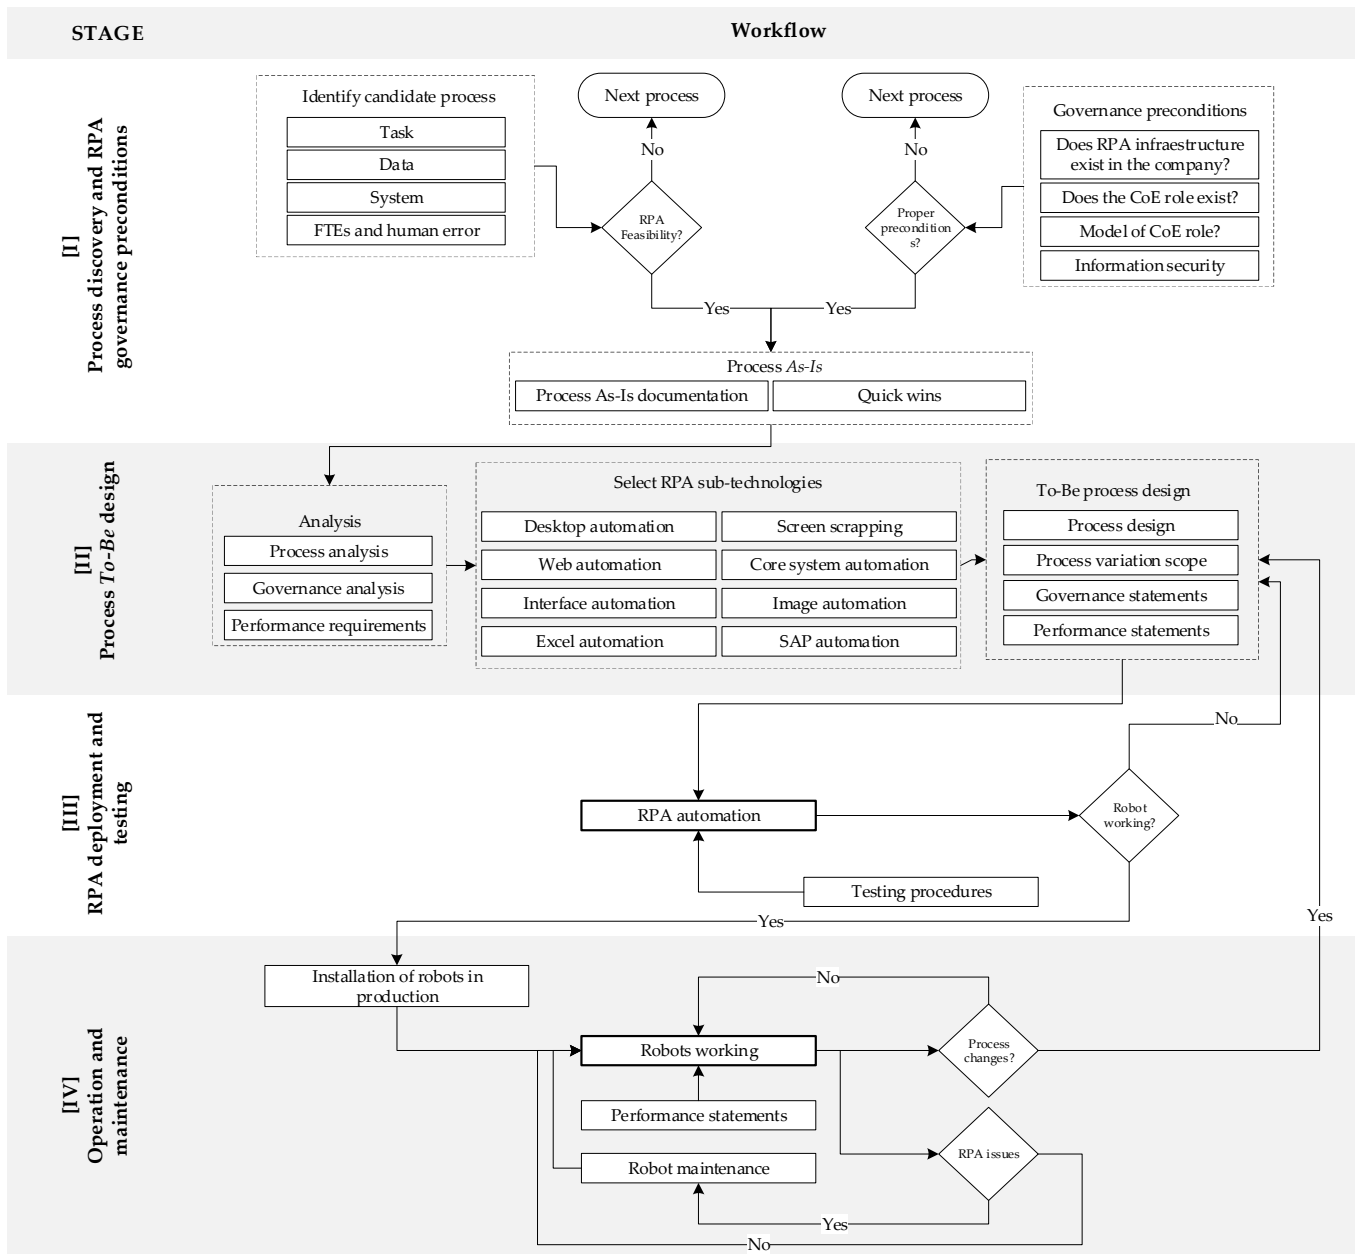 STAGE
Workflow
[I]
Process discovery and RPA
governance preconditions
Identify candidate process
Task
Data
System
FTEs and human error
Next process
No
RPA
Feasibility?
Next process
No
Proper
precondition
s?
Governance preconditions
Does RPA infraestructure
exist in the company?
Does the CoE role exist?
Model of CoE role?
Information security
Yes
Yes
Process As-Is
Process As-Is documentation
Quick wins
[II]
Process To-Be design
Analysis
Process analysis
Governance analysis
Performance requirements
Select RPA sub-technologies
Desktop automation
Screen scrapping
Web automation
Core system automation
Interface automation
Image automation
Excel automation
SAP automation
To-Be process design
Process design
Process variation scope
Governance statements
Performance statements
[III]
RPA deployment and
testing
No
RPA automation
Robot
working?
Testing procedures
Yes
Yes
[IV]
Operation and
maintenance
Installation of robots in
production
No
Robots working
Process
changes?
Performance statements
Robot maintenance
RPA issues
Yes
No